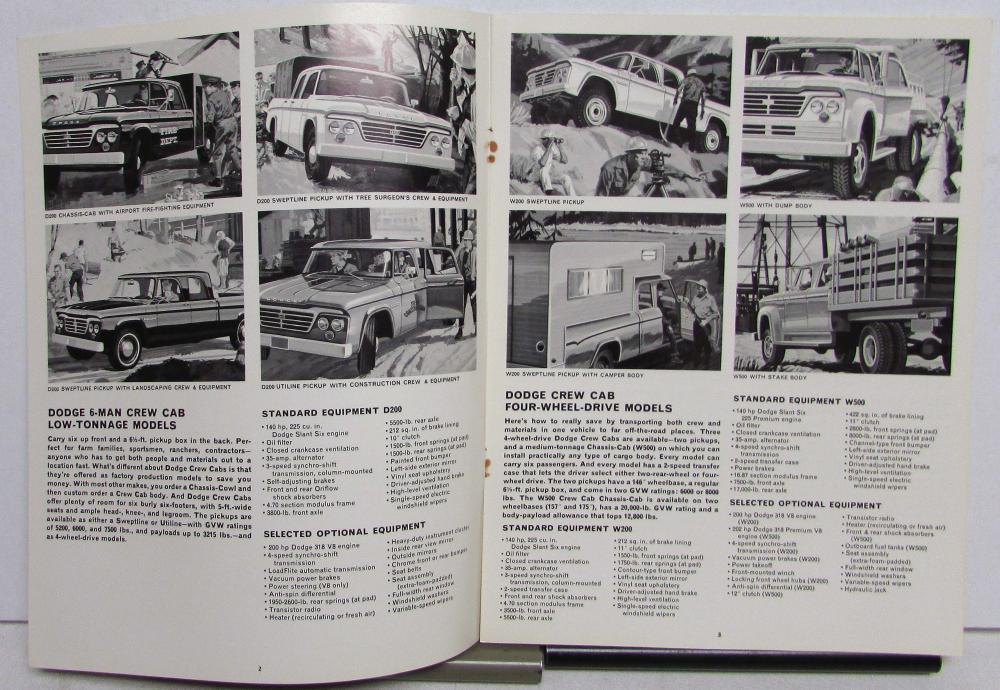 FIRE
DEPT.
D200 CHASSIS-CAB WITH AIRPORT FIRE-FIGHTING EQUIPMENT
D200 SWEPTLINE PICKUP WITH TREE SURGEON'S CREW & EQUIPMENT
D200 SWEPTLINE PICKUP WITH LANDSCAPING CREW & EQUIPMENT
D200 UTILINE PICKUP WITH CONSTRUCTION CREW & EQUIPMENT
DODGE 6-MAN CREW CAB
LOW-TONNAGE MODELS
Carry six up front and a 6½-ft. pickup box in the back. Per-
fect for farm families, sportsmen, ranchers, contractors—
anyone who has to get both people and materials out to a
location fast. What's different about Dodge Crew Cabs is that
they're offered as factory production models to save you
money. With most other makes, you order a Chassis-Cowl and
then custom order a Crew Cab body. And Dodge Crew Cabs
offer plenty of room for six husky six-footers, with 5-ft.-wide
seats and ample head-, knee-, and legroom. The pickups are
available as either a Sweptline or Utiline—with GVW ratings
of 5200, 6000, and 7500 lbs., and payloads up to 3215 lbs.—and
as 4-window-cab models.
STANDARD EQUIPMENT D200
• 140 hp, 225 cu. in.
Dodge Slant Six engine
• Oil filter
• Closed crankcase ventilation
• 35-amp. alternator
• 3-speed synchro-shift
transmission, column-mounted
• Self-adjusting brakes
• Front and rear Oriflow
shock absorbers
• 4.70 section modulus frame
• 3800-lb. front axle
• 5500-lb. rear axle
• 212 sq. in. of brake lining
• 10" clutch
• 1500-lb. front springs (at pad)
• 1500-lb. rear springs (at pad)
• Painted front bumper
• Left-side exterior mirror
• Vinyl seat upholstery
• Driver-adjusted hand brake
• High-level ventilation
• Single-speed electric
windshield wipers
SELECTED OPTIONAL EQUIPMENT
• 200 hp Dodge 318 V8 engine
• 4-speed synchro-shift
transmission
• LoadFlite automatic transmission
• Vacuum power brakes
• Power steering (V8 only)
• Anti-spin differential
• 1950-2600-lb. rear springs (at pad)
• Transistor radio
• Heater (recirculating or fresh air)
• Heavy-duty instrument cluster
• Inside rear view mirror
• Outside mirrors
• Chrome front or rear bumper
• Seat belts
• Seat assembly
(extra-foam-padded)
• Full-width rear window
• Windshield washers
• Variable-speed wipers
2
W200 SWEPTLINE PICKUP
W500 WITH DUMP BODY
W200 SWEPTLINE PICKUP WITH CAMPER BODY
W500 WITH STAKE BODY
DODGE CREW CAB
FOUR-WHEEL-DRIVE MODELS
Here's how to really save by transporting both crew and
materials in one vehicle to far off-the-road places. Three
4-wheel-drive Dodge Crew Cabs are available—two pickups,
and a medium-tonnage Chassis-Cab (W500) on which you can
install practically any type of cargo body. Every model can
carry six passengers. And every model has a 2-speed transfer
case that lets the driver select either two-rear-wheel or four-
wheel drive. The two pickups have a 146" wheelbase, a regular
6½-ft. pickup box, and come in two GVW ratings: 6000 or 8000
lbs. The W500 Crew Cab Chassis-Cab is available on two
wheelbases (157" and 175"), has a 20,000-lb. GVW rating and a
body-payload allowance that tops 12,800 lbs.
STANDARD EQUIPMENT W200
• 140 hp, 225 cu. in.
Dodge Slant Six engine
• Oil filter
• Closed crankcase ventilation
• 35-amp. alternator
• 3-speed synchro-shift
transmission, column-mounted
• 2-speed transfer case
• Front and rear shock absorbers
• 4.70 section modulus frame
• 3500-lb. front axle
• 5500-lb. rear axle
• 212 sq. in. of brake lining
• 11" clutch
• 1550-lb. front springs (at pad)
• 1750-lb. rear springs (at pad)
• Contour-type front bumper
• Left-side exterior mirror
• Vinyl seat upholstery
• Driver-adjusted hand brake
• High-level ventilation
• Single-speed electric
windshield wipers
STANDARD EQUIPMENT W500
• 140 hp Dodge Slant Six
225 Premium engine
• Oil filter
• Closed crankcase ventilation
• 35-amp. alternator
• 4-speed synchro-shift
transmission
• 2-speed transfer case
• Power brakes
• 16.87 section modulus frame
• 7500-lb. front axle
• 17,000-lb. rear axle
• 422 sq. in. of brake lining
• 11" clutch
• 2800-lb. front springs (at pad)
• 8000-lb. rear springs (at pad)
• Channel-type front bumper
• Front & rear shock absorbers
• Left-side exterior mirror
• Vinyl seat upholstery
• Driver-adjusted hand brake
• High-level ventilation
• Single-speed electric
windshield wipers
SELECTED OPTIONAL EQUIPMENT
• 200 hp Dodge 318 V8 engine
(W200)
• 202 hp Dodge 318 Premium V8
engine (W500)
• 4-speed synchro-shift
transmission (W200)
• Vacuum power brakes (W200)
• Power takeoff
• Front-mounted winch
• Locking front wheel hubs (W200)
• Anti-spin differential (W200)
• 12" clutch (W500)
• Transistor radio
• Heater (recirculating or fresh air)
• Front & rear shock absorbers
(W500)
• Outboard fuel tanks (W500)
• Seat assembly
(extra-foam-padded)
• Full-width rear window
• Windshield washers
• Variable-speed wipers
• Hydraulic jack